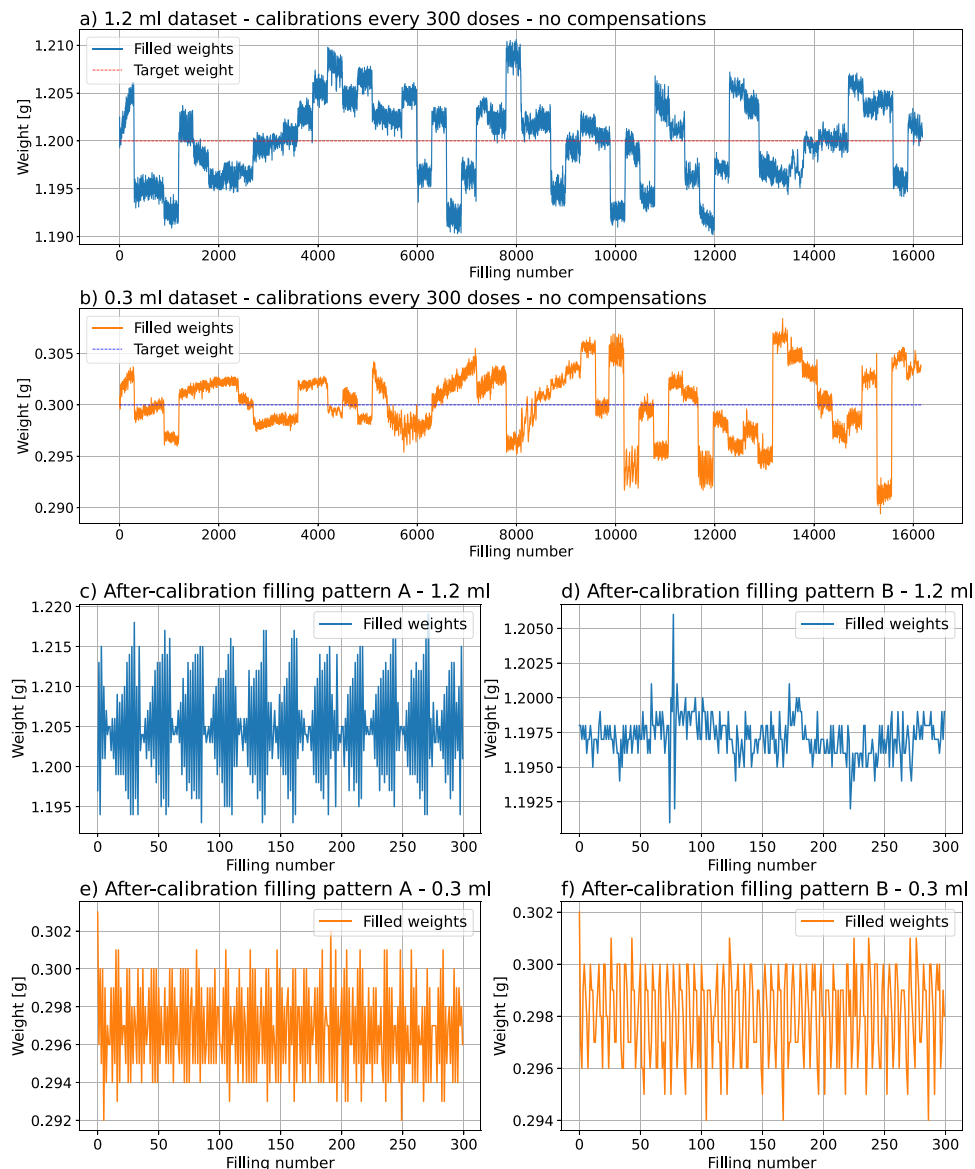 a) 1.2 ml dataset - calibrations every 300 doses - no compensations
Filled weights
Target weight
Weight [g]
1.210
1.205
1.200
1.195
1.190
0 2000 4000 6000 8000 10000 12000 14000 16000
Filling number
b) 0.3 ml dataset - calibrations every 300 doses - no compensations
Filled weights
Target weight
Weight [g]
0.305
0.300
0.295
0.290
0 2000 4000 6000 8000 10000 12000 14000 16000
Filling number
c) After-calibration filling pattern A - 1.2 ml
Filled weights
Weight [g]
1.220
1.215
1.210
1.205
1.200
1.195
0 50 100 150 200 250 300
Filling number
d) After-calibration filling pattern B - 1.2 ml
Filled weights
Weight [g]
1.2050
1.2025
1.2000
1.1975
1.1950
1.1925
0 50 100 150 200 250 300
Filling number
e) After-calibration filling pattern A - 0.3 ml
Filled weights
Weight [g]
0.302
0.300
0.298
0.296
0.294
0.292
0 50 100 150 200 250 300
Filling number
f) After-calibration filling pattern B - 0.3 ml
Filled weights
Weight [g]
0.302
0.300
0.298
0.296
0.294
0 50 100 150 200 250 300
Filling number